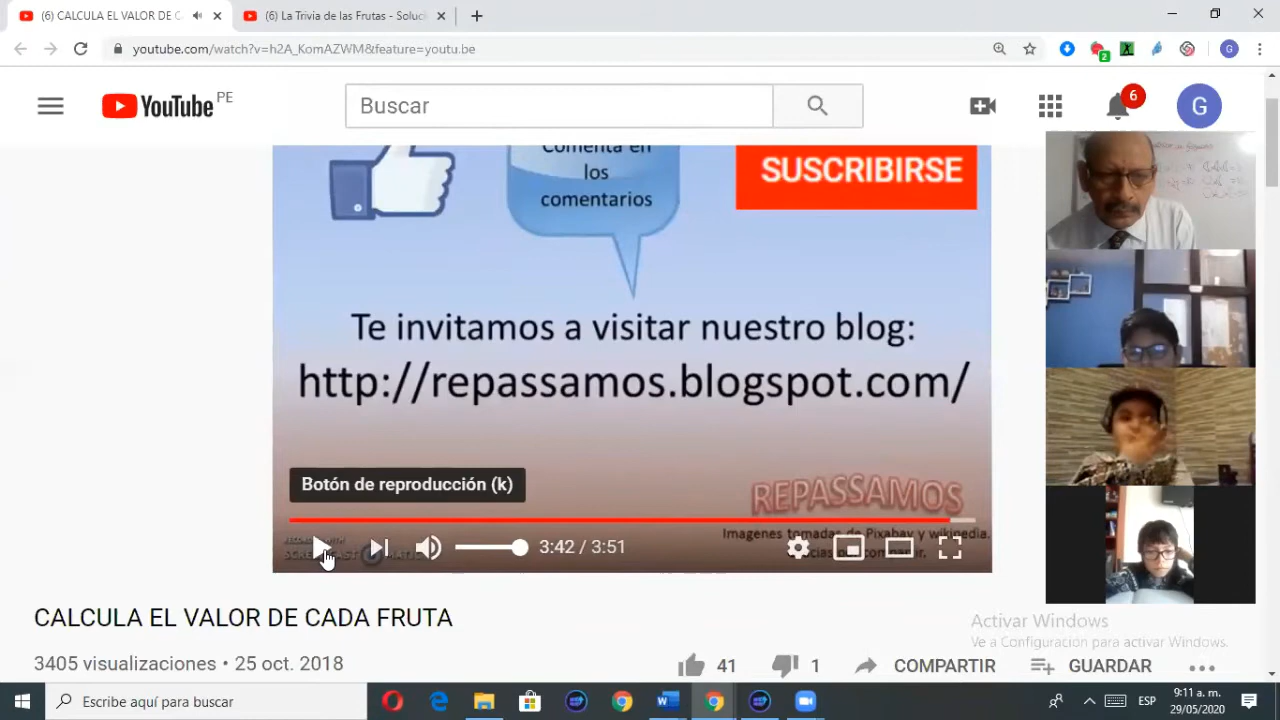 (6) CALCULA EL VALOR DE C
(6) La Trivia de las Frutas - Soluc
youtube.com/watch?v=h2A_KomAZWM&feature=youtu.be
2
G
YouTube PE
Buscar
6
G
Comenta en
los
comentarios
SUSCRIBIRSE
Te invitamos a visitar nuestro blog:
http://repassamos.blogspot.com/
Botón de reproducción (k)
REPASSAMOS
Imagenes tomadas de Pixabay y wikipedia.
3:42 / 3:51
CALCULA EL VALOR DE CADA FRUTA
3405 visualizaciones • 25 oct. 2018
41
1
COMPARTIR
GUARDAR
Activar Windows
Ve a Configuración para activar Windows.
Escribe aquí para buscar
ESP
9:11 a. m.
29/05/2020